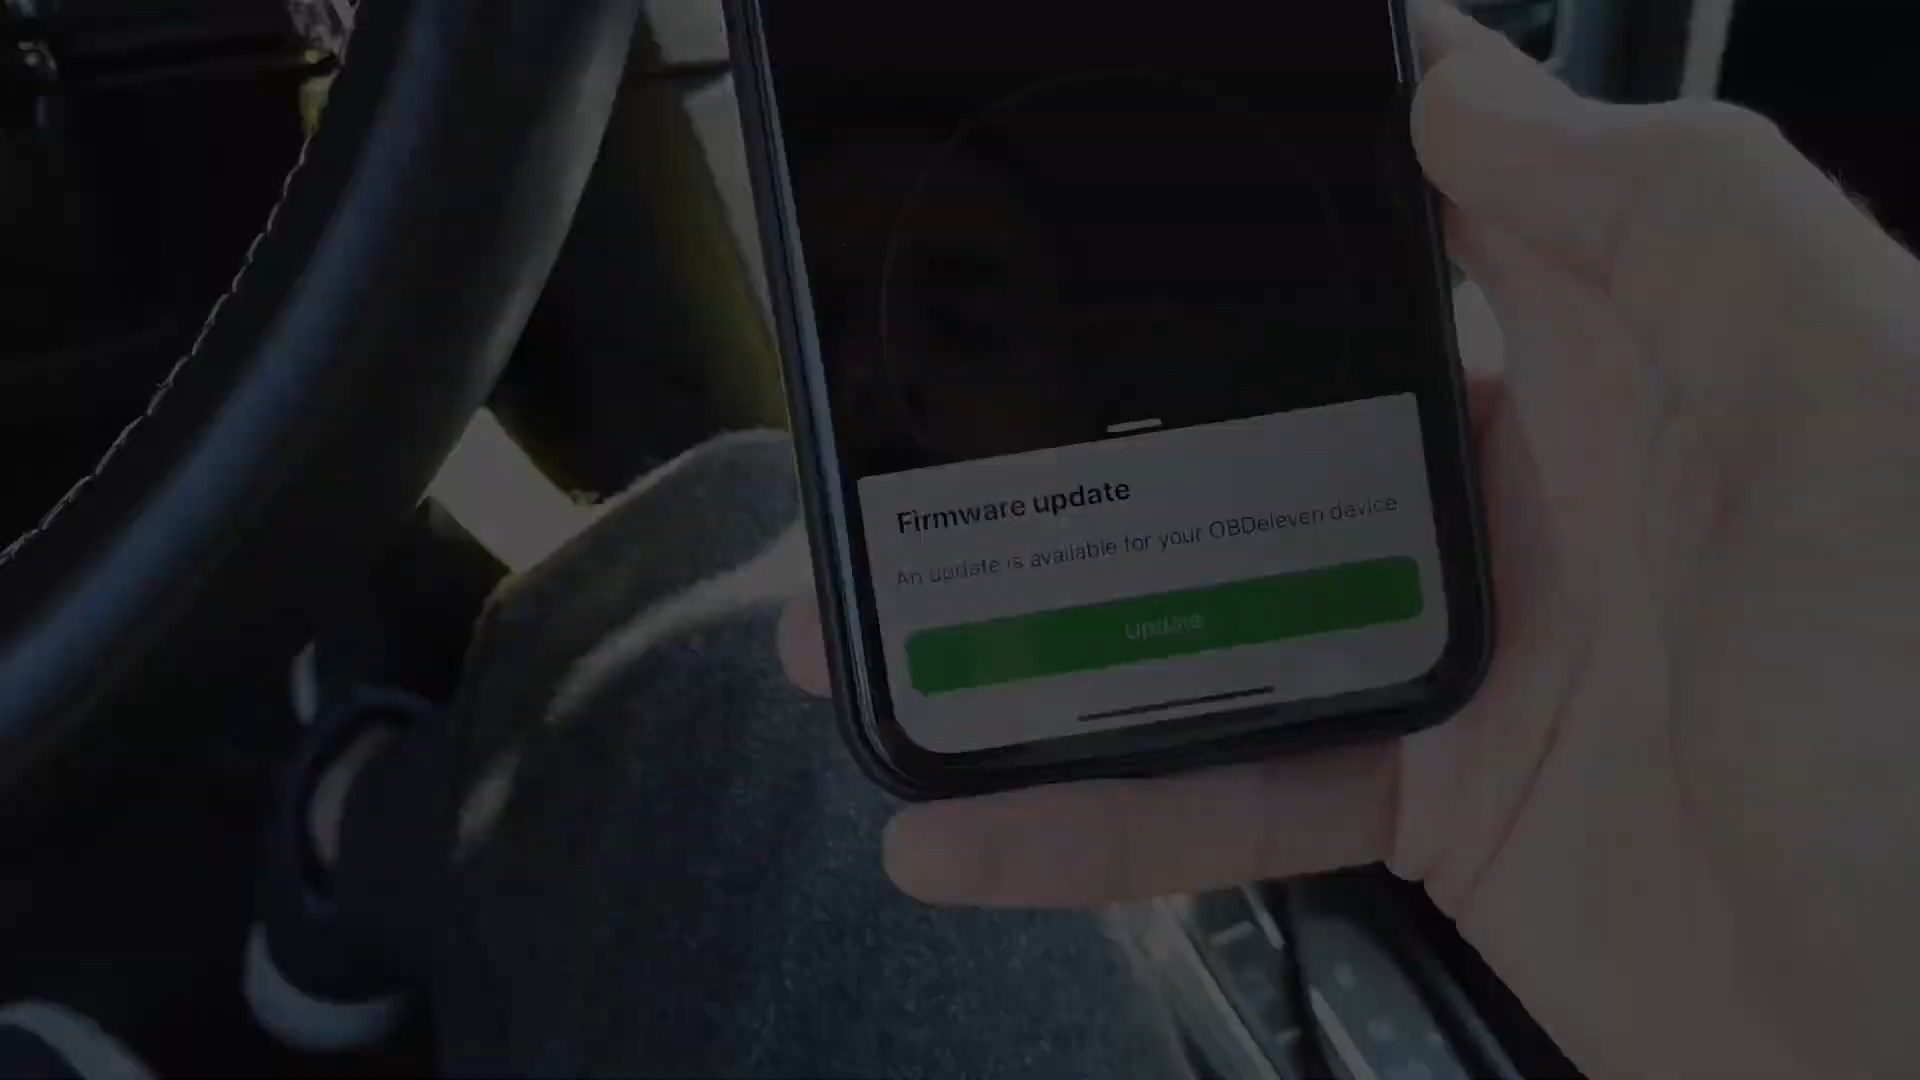 Firmware update
An update is available for your OBDeleven device
Update